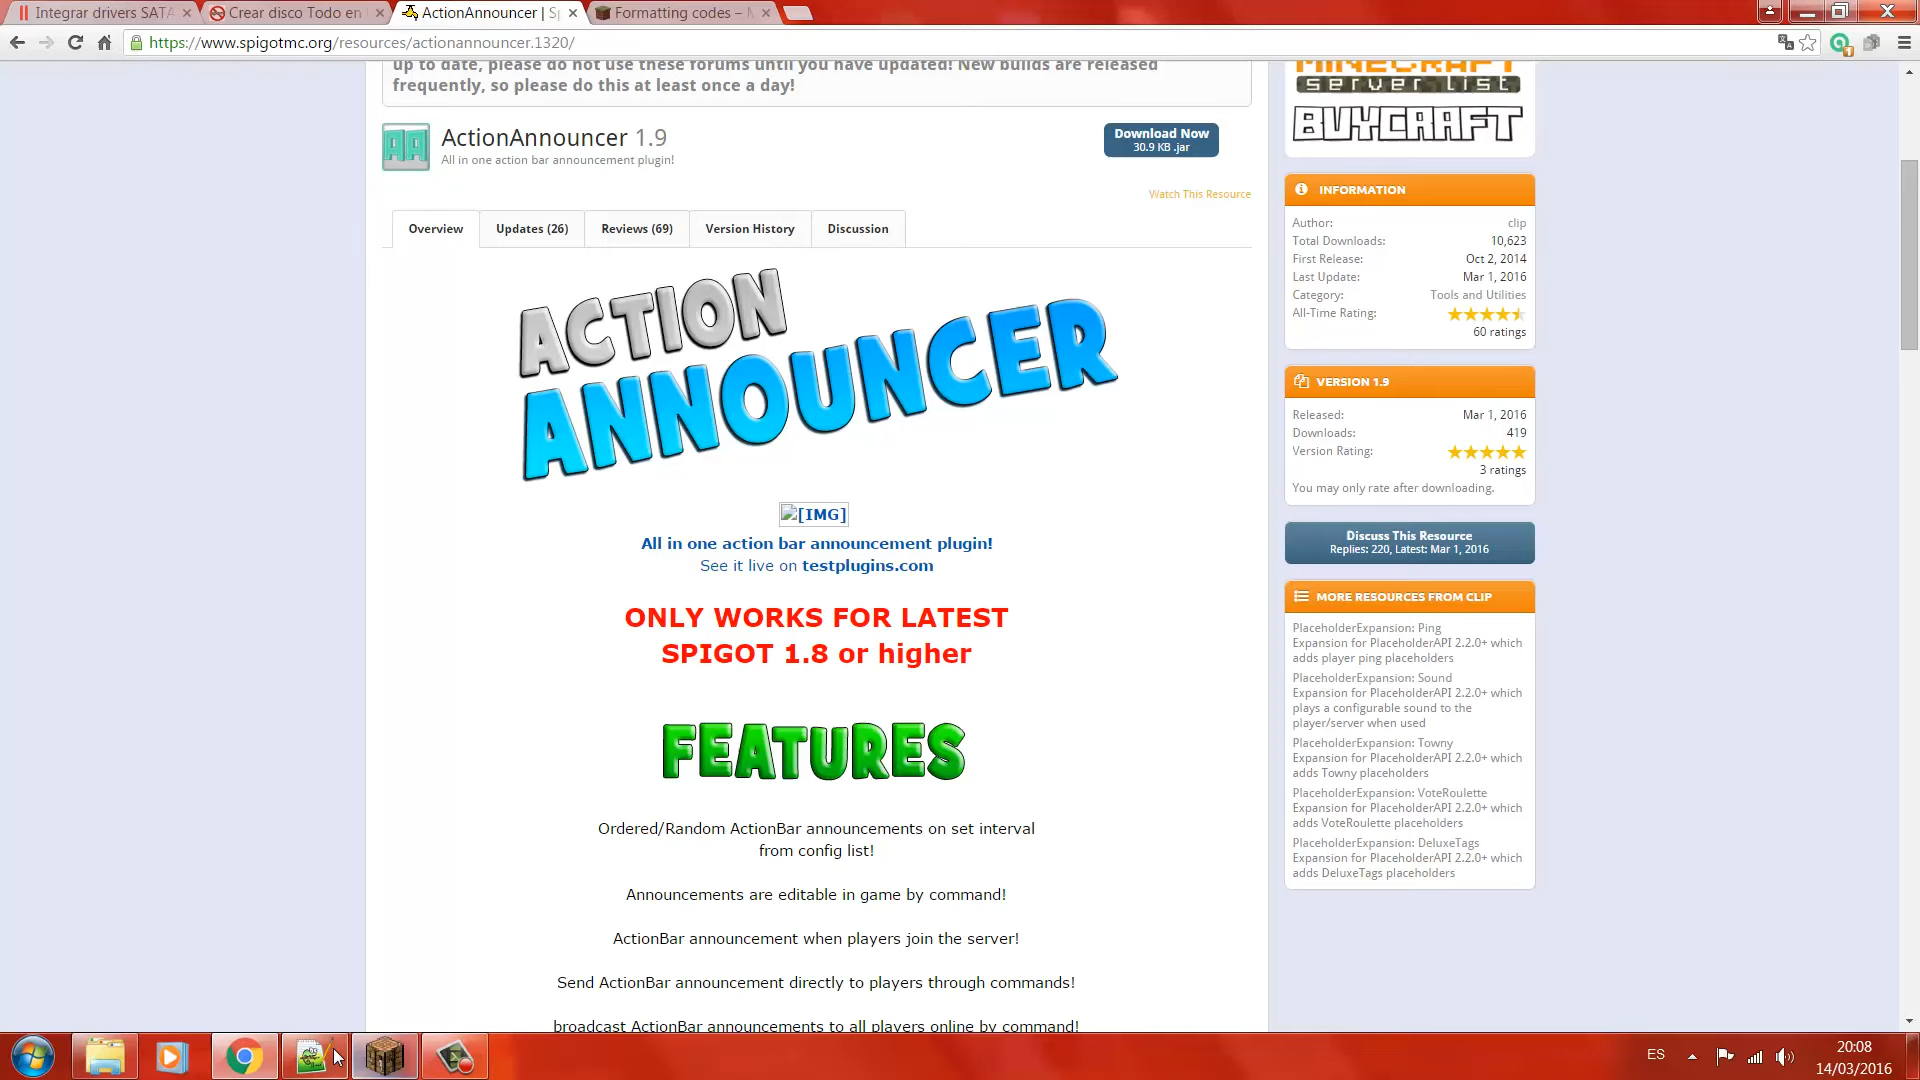 Integrar drivers SATA
Crear disco Todo en
ActionAnnouncer | Sp
Formatting codes – M
https://www.spigotmc.org/resources/actionannouncer.1320/
up to date, please do not use these forums until you have updated! New builds are released
frequently, so please do this at least once a day!
ActionAnnouncer 1.9
All in one action bar announcement plugin!
Download Now
30.9 KB .jar
Watch This Resource
Overview
Updates (26)
Reviews (69)
Version History
Discussion
ACTION
ANNOUNCER
[IMG]
All in one action bar announcement plugin!
See it live on testplugins.com
ONLY WORKS FOR LATEST
SPIGOT 1.8 or higher
FEATURES
Ordered/Random ActionBar announcements on set interval
from config list!
Announcements are editable in game by command!
ActionBar announcement when players join the server!
Send ActionBar announcement directly to players through commands!
broadcast ActionBar announcements to all players online by command!
MINECRAFT
server list
BUYCRAFT
INFORMATION
Author: clip
Total Downloads: 10,623
First Release: Oct 2, 2014
Last Update: Mar 1, 2016
Category: Tools and Utilities
All-Time Rating:
60 ratings
VERSION 1.9
Released: Mar 1, 2016
Downloads: 419
Version Rating:
3 ratings
You may only rate after downloading.
Discuss This Resource
Replies: 220, Latest: Mar 1, 2016
MORE RESOURCES FROM CLIP
PlaceholderExpansion: Ping
Expansion for PlaceholderAPI 2.2.0+ which
adds player ping placeholders
PlaceholderExpansion: Sound
Expansion for PlaceholderAPI 2.2.0+ which
plays a configurable sound to the
player/server when used
PlaceholderExpansion: Towny
Expansion for PlaceholderAPI 2.2.0+ which
adds Towny placeholders
PlaceholderExpansion: VoteRoulette
Expansion for PlaceholderAPI 2.2.0+ which
adds VoteRoulette placeholders
PlaceholderExpansion: DeluxeTags
Expansion for PlaceholderAPI 2.2.0+ which
adds DeluxeTags placeholders
AA
ES
20:08
14/03/2016